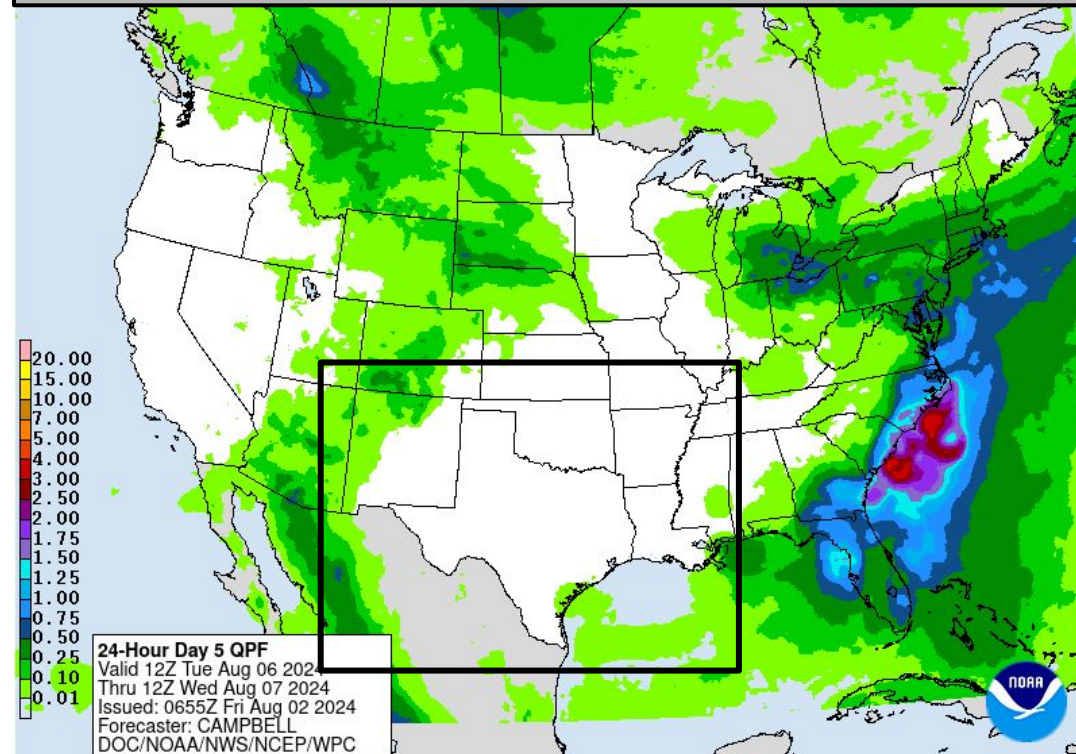 20.00
15.00
10.00
7.00
5.00
4.00
3.00
2.50
2.00
1.75
1.50
1.25
1.00
0.75
0.50
0.25
0.10
0.01
24-Hour Day 5 QPF
Valid 12Z Tue Aug 06 2024
Thru 12Z Wed Aug 07 2024
Issued: 0655Z Fri Aug 02 2024
Forecaster: CAMPBELL
DOC/NOAA/NWS/NCEP/WPC
NOAA